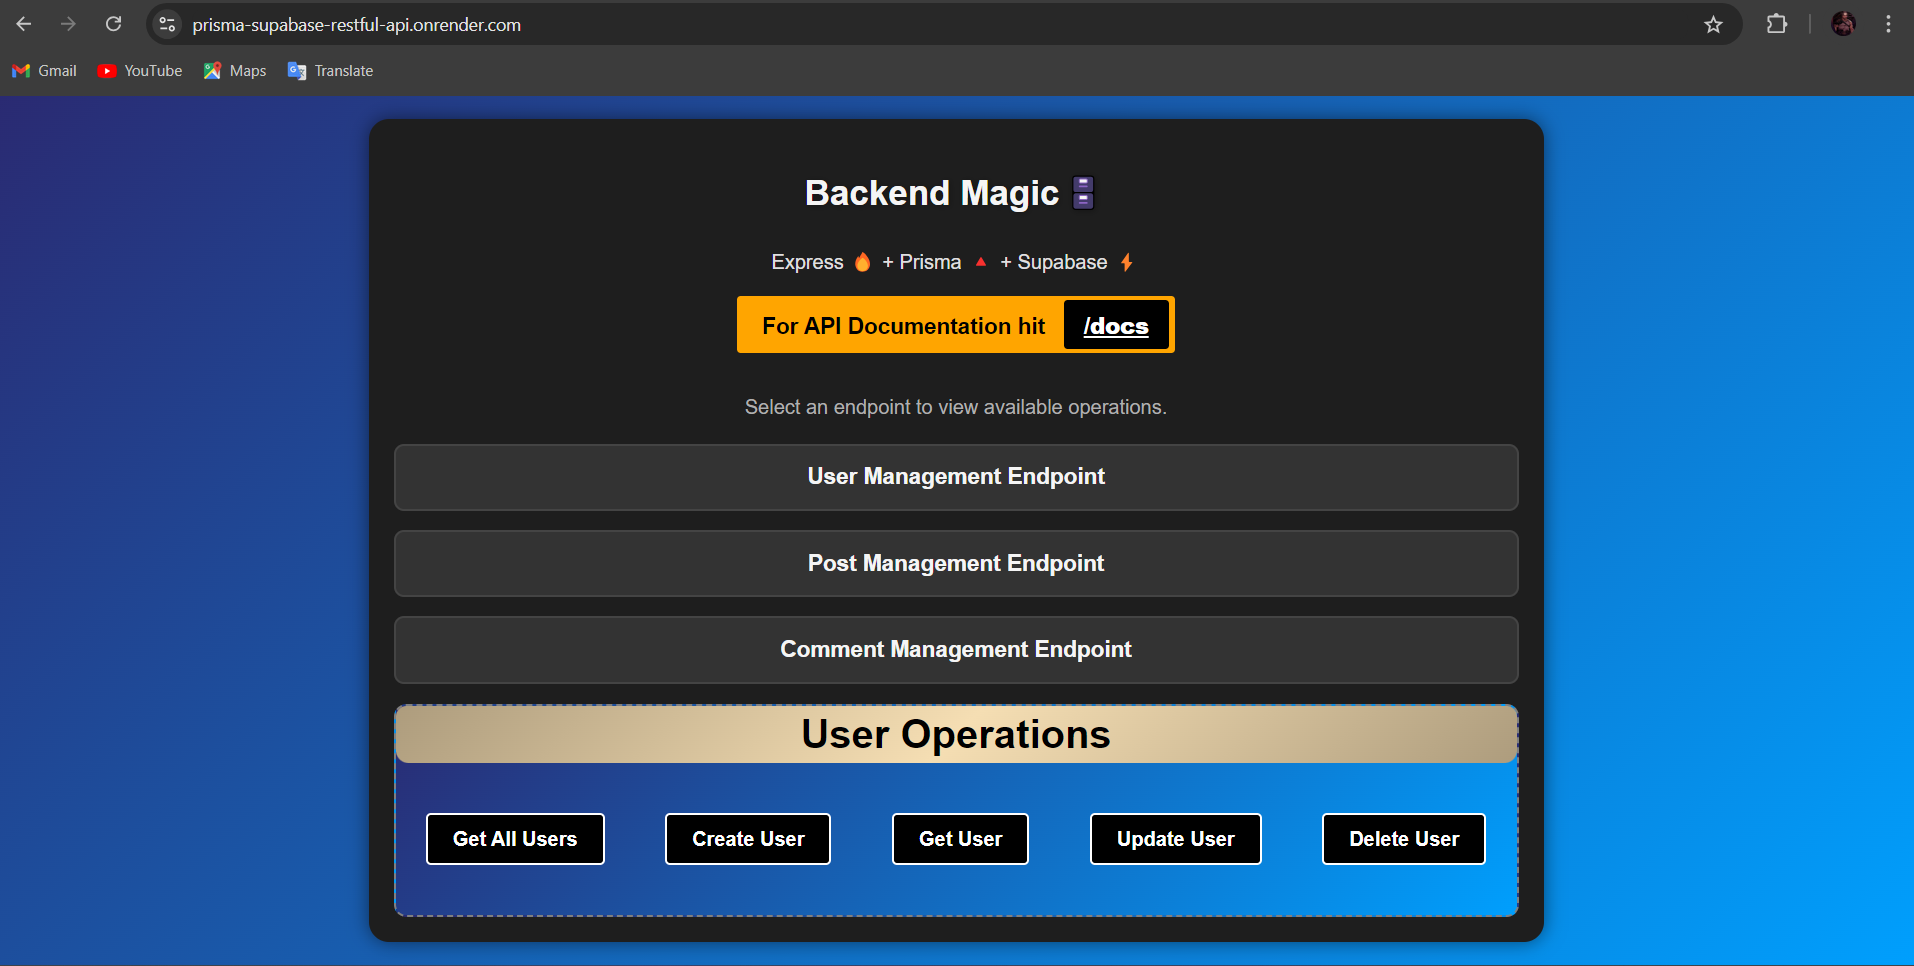 prisma-supabase-restful-api.onrender.com
Gmail YouTube Maps Translate
Backend Magic 🗄️
Express 🔥 + Prisma 🔺 + Supabase ⚡
For API Documentation hit /docs
Select an endpoint to view available operations.
User Management Endpoint
Post Management Endpoint
Comment Management Endpoint
User Operations
Get All Users Create User Get User Update User Delete User